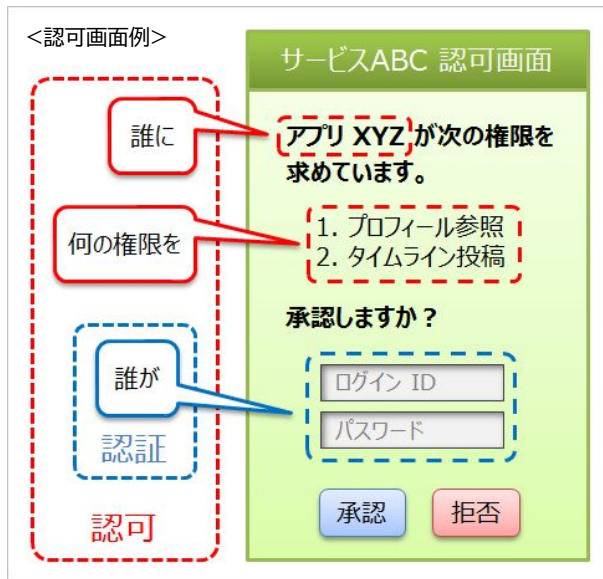 <認可画面例>
サービスABC 認可画面
誰に
アプリ XYZ が次の権限を
求めています。
何の権限を
1. プロフィール参照
2. タイムライン投稿
承認しますか？
誰が
ログイン ID
パスワード
認証
認可
承認
拒否